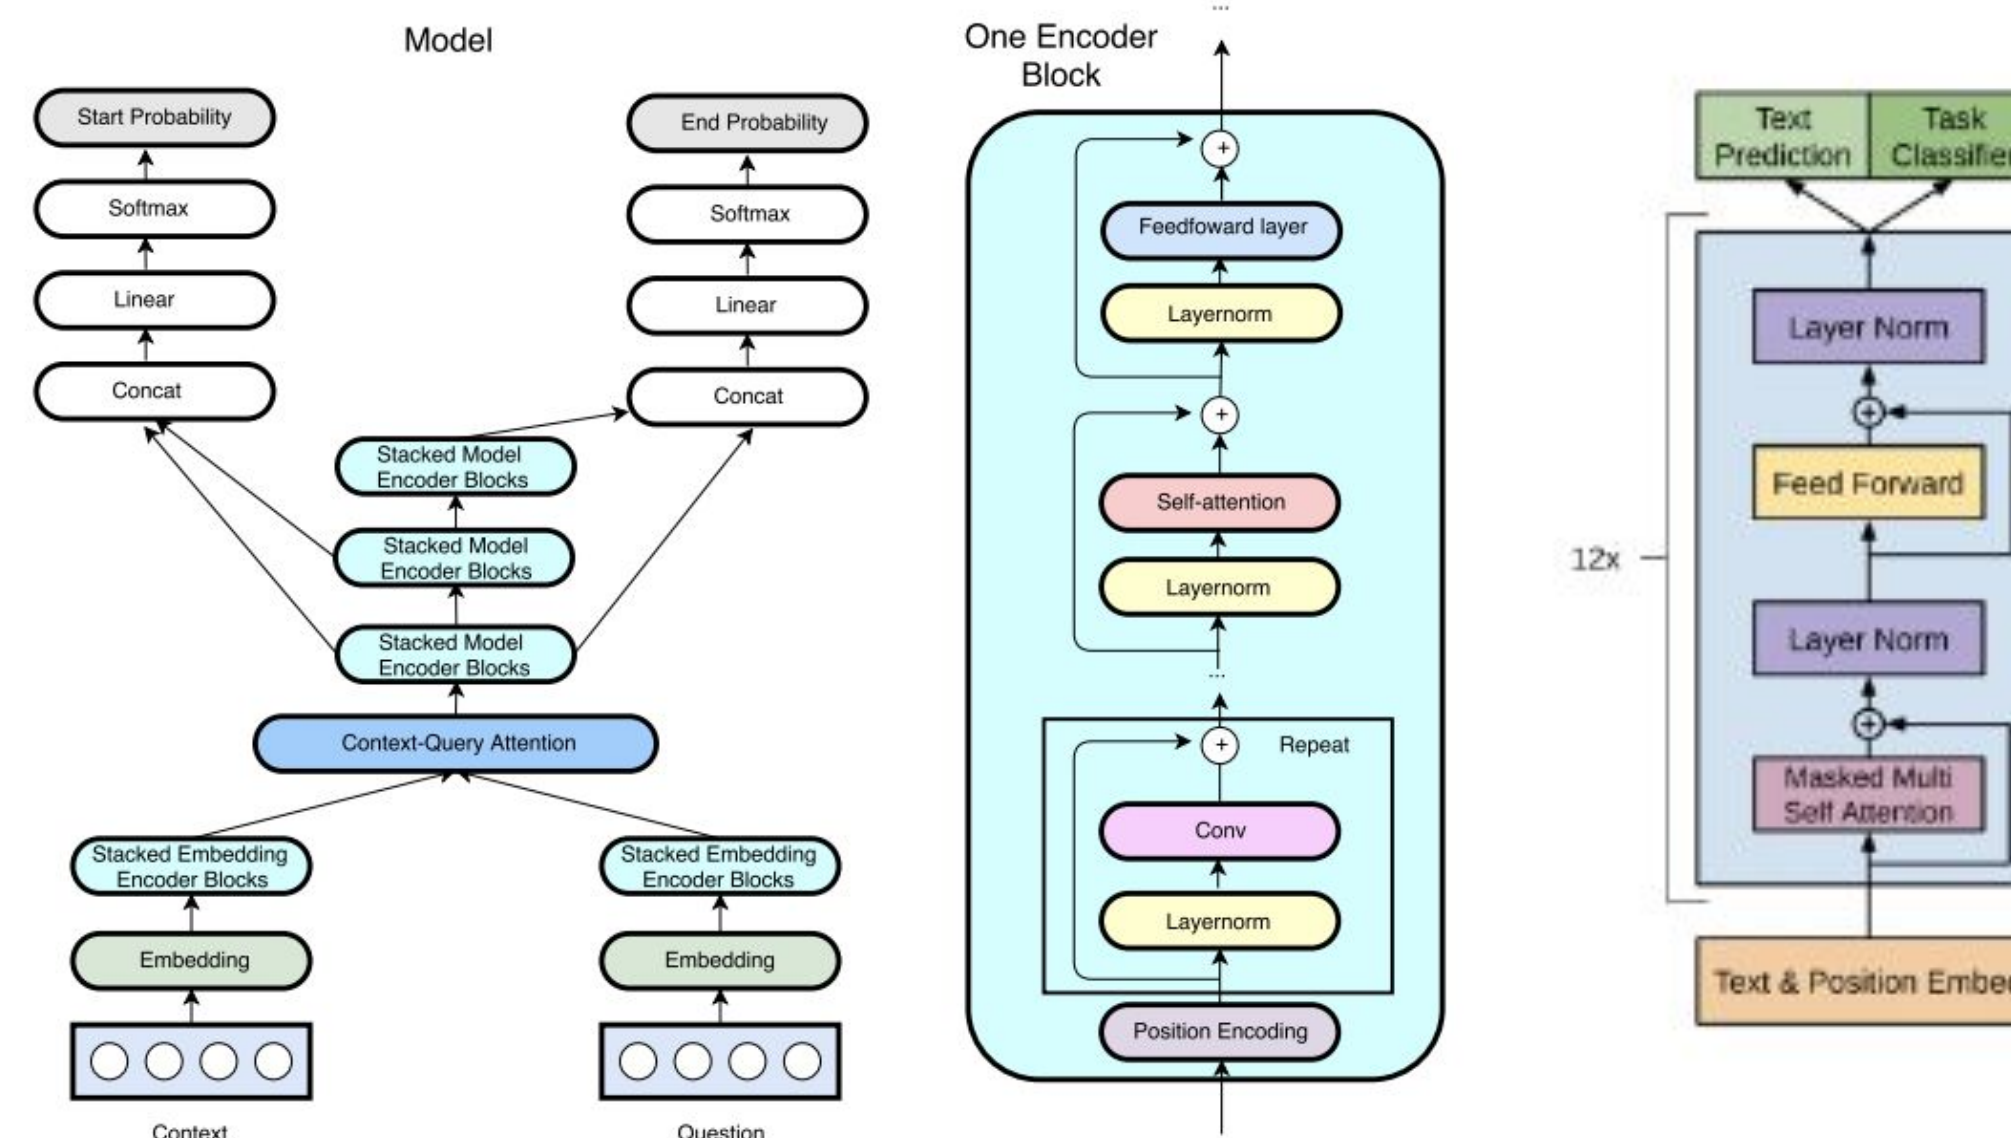 Model
Start Probability
Softmax
Linear
Concat
End Probability
Softmax
Linear
Concat
Stacked Model
Encoder Blocks
Stacked Model
Encoder Blocks
Stacked Model
Encoder Blocks
Context-Query Attention
Stacked Embedding
Encoder Blocks
Stacked Embedding
Encoder Blocks
Embedding
Embedding
Context
Question
One Encoder
Block
...
+
Feedfoward layer
Layernorm
+
Self-attention
Layernorm
...
+
Repeat
Conv
Layernorm
Position Encoding
Text
Prediction
Task
Classifier
12x
Layer Norm
+
Feed Forward
Layer Norm
+
Masked Multi
Self Attention
Text & Position